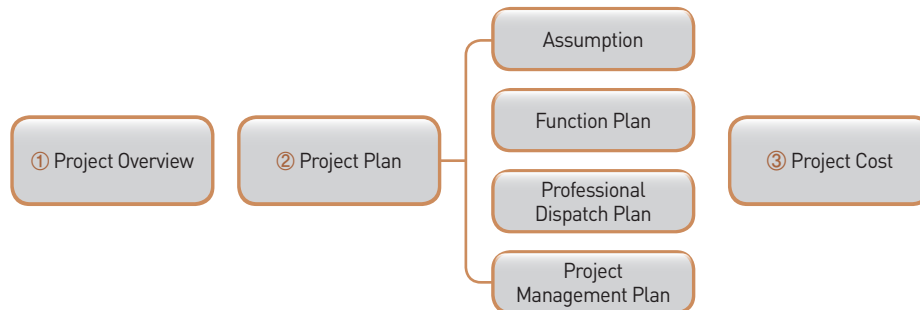 ① Project Overview
② Project Plan
Assumption
Function Plan
Professional
Dispatch Plan
Project
Management Plan
③ Project Cost